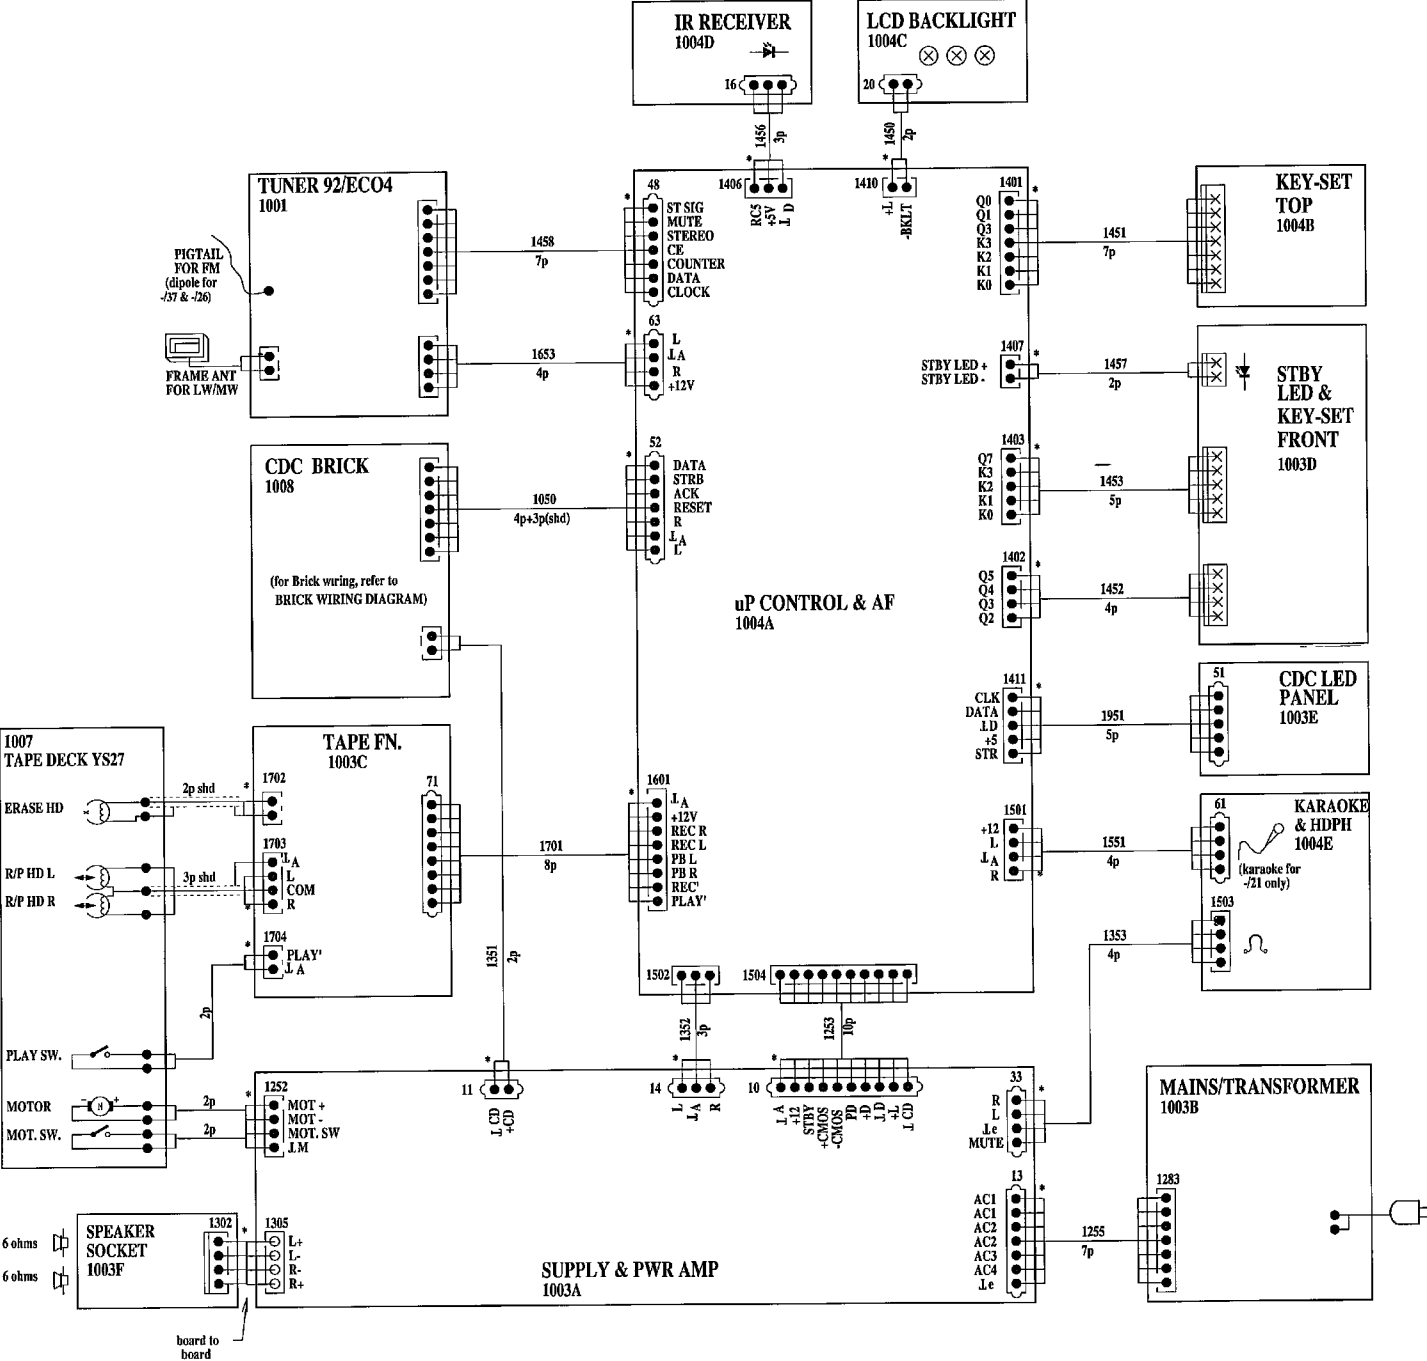 IR RECEIVER
1004D
16
1456
3p
*
1406
RC5
+5V
⊥ D
LCD BACKLIGHT
1004C
20
1450
2p
*
1410
+L
-BKLT
TUNER 92/ECO4
1001
PIGTAIL
FOR FM
(dipole for
-/37 & -/26)
FRAME ANT
FOR LW/MW
1458
7p
*
48
ST SIG
MUTE
STEREO
CE
COUNTER
DATA
CLOCK
1653
4p
*
63
L
⊥A
R
+12V
CDC BRICK
1008
(for Brick wiring, refer to
BRICK WIRING DIAGRAM)
1050
4p+3p(shd)
*
52
DATA
STRB
ACK
RESET
R
⊥A
L
uP CONTROL & AF
1004A
1401
*
Q0
Q1
Q3
K3
K2
K1
K0
1451
7p
KEY-SET
TOP
1004B
1407
*
STBY LED +
STBY LED -
1457
2p
STBY
LED &
KEY-SET
FRONT
1003D
1403
*
Q7
K3
K2
K1
K0
1453
5p
1402
*
Q5
Q4
Q3
Q2
1452
4p
1411
*
CLK
DATA
⊥D
+5
STR
1951
5p
51
CDC LED
PANEL
1003E
1501
+12
L
⊥A
R
*
1551
4p
61
KARAOKE
& HDPH
1004E
(karaoke for
-/21 only)
1503
1353
4p
1007
TAPE DECK YS27
ERASE HD
2p shd
R/P HD L
R/P HD R
3p shd
PLAY SW.
2p
MOTOR
-
+
2p
MOT. SW.
2p
TAPE FN.
1003C
*
1702
1703
⊥A
L
COM
R
*
1704
*
PLAY'
⊥A
71
1701
8p
*
1601
⊥A
+12V
REC R
REC L
PB L
PB R
REC'
PLAY'
1351
2p
1502
1352
3p
1504
1253
10p
*
11
⊥ CD
+CD
*
14
L
⊥A
R
*
10
⊥ A
+12
STBY
+CMOS
-CMOS
PD
+D
⊥ D
+L
⊥ CD
1252
*
MOT +
MOT -
MOT. SW
⊥M
33
*
R
L
⊥e
MUTE
13
*
AC1
AC1
AC2
AC2
AC3
AC4
⊥e
1255
7p
MAINS/TRANSFORMER
1003B
1283
6 ohms
6 ohms
SPEAKER
SOCKET
1003F
1302
*
1305
L+
L-
R-
R+
board to
board
SUPPLY & PWR AMP
1003A